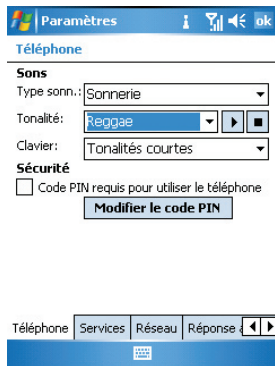 Paramètres ok
Téléphone
Sons
Type sonn.: Sonnerie
Tonalité: Reggae
Clavier: Tonalités courtes
Sécurité
Code PIN requis pour utiliser le téléphone
Modifier le code PIN
Téléphone Services Réseau Réponse